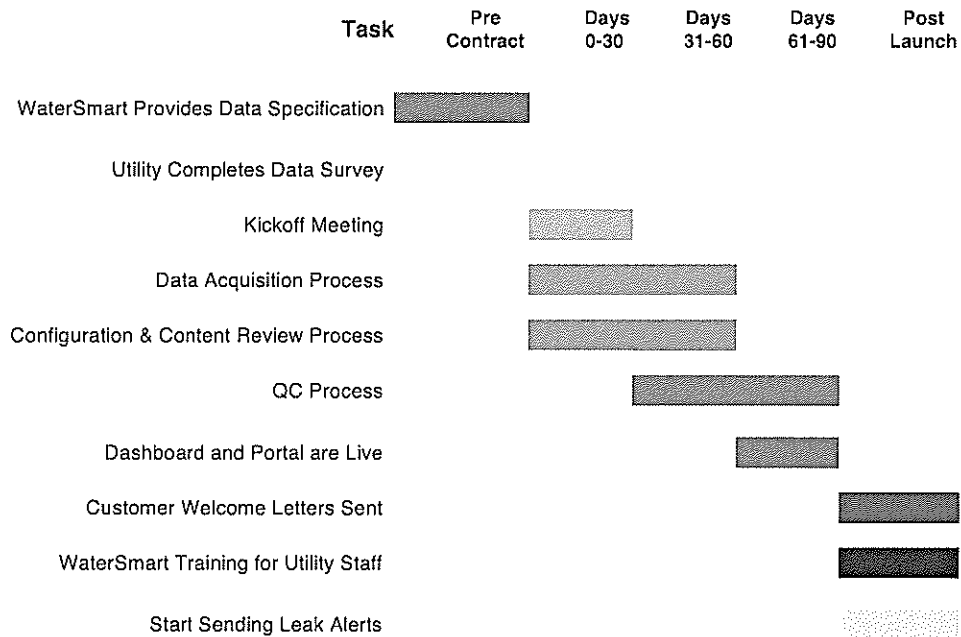 Task
Pre Contract
Days 0-30
Days 31-60
Days 61-90
Post Launch
WaterSmart Provides Data Specification
Utility Completes Data Survey
Kickoff Meeting
Data Acquisition Process
Configuration & Content Review Process
QC Process
Dashboard and Portal are Live
Customer Welcome Letters Sent
WaterSmart Training for Utility Staff
Start Sending Leak Alerts